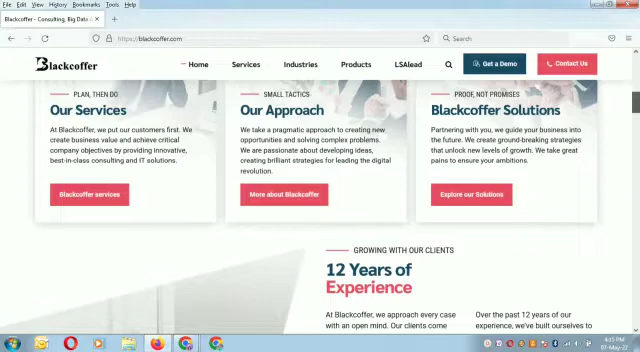 File Edit View History Bookmarks Tools Help
Blackcoffer - Consulting, Big Data
https://blackcoffer.com
Search
Blackcoffer
Home Services Industries Products LSAlead Get a Demo Contact Us
PLAN, THEN DO
Our Services
At Blackcoffer, we put our customers first. We
create business value and achieve critical
company objectives by providing innovative,
best-in-class consulting and IT solutions.
Blackcoffer services
SMALL TACTICS
Our Approach
We take a pragmatic approach to creating new
opportunities and solving complex problems.
We are passionate about developing ideas,
creating brilliant strategies for leading the digital
revolution.
More about Blackcoffer
PROOF, NOT PROMISES
Blackcoffer Solutions
Partnering with you, we guide your business into
the future. We create ground-breaking strategies
that unlock new levels of growth. We take great
pains to ensure your ambitions.
Explore our Solutions
GROWING WITH OUR CLIENTS
12 Years of
Experience
At Blackcoffer, we approach every case
with an open mind. Our clients come
Over the past 12 years of our
experience, we've built ourselves to
4:15 PM
07-May-22